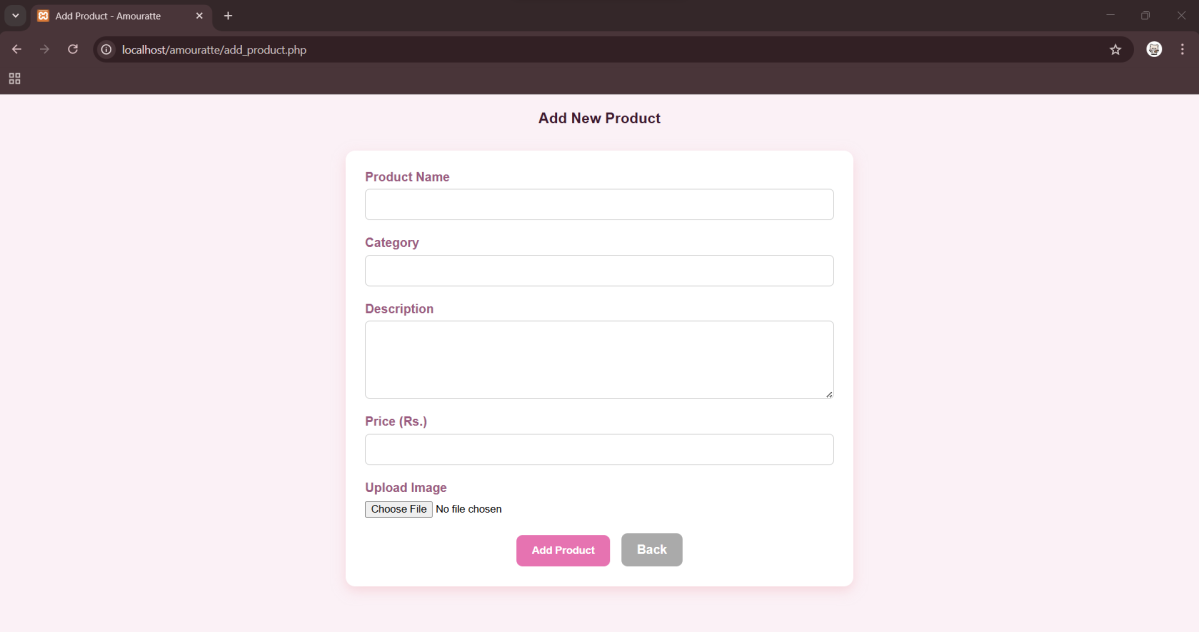 Add Product - Amouratte
localhost/amouratte/add_product.php
Add New Product
Product Name
Category
Description
Price (Rs.)
Upload Image
Choose File No file chosen
Add Product Back